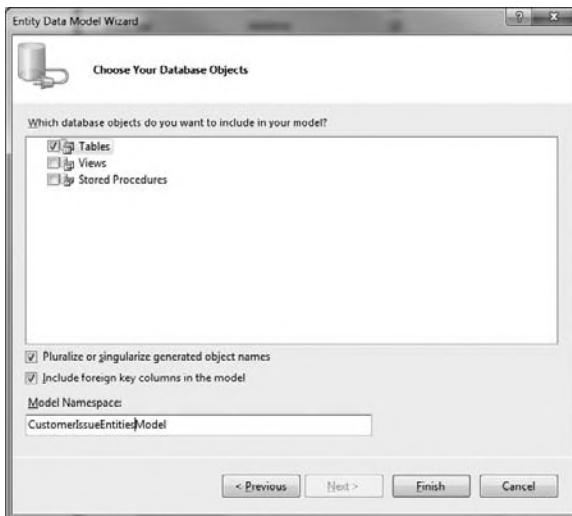 Entity Data Model Wizard
Choose Your Database Objects
Which database objects do you want to include in your model?
Tables
Views
Stored Procedures
Pluralize or singularize generated object names
Include foreign key columns in the model
Model Namespace:
CustomerIssueEntitiesModel
< Previous Next > Finish Cancel